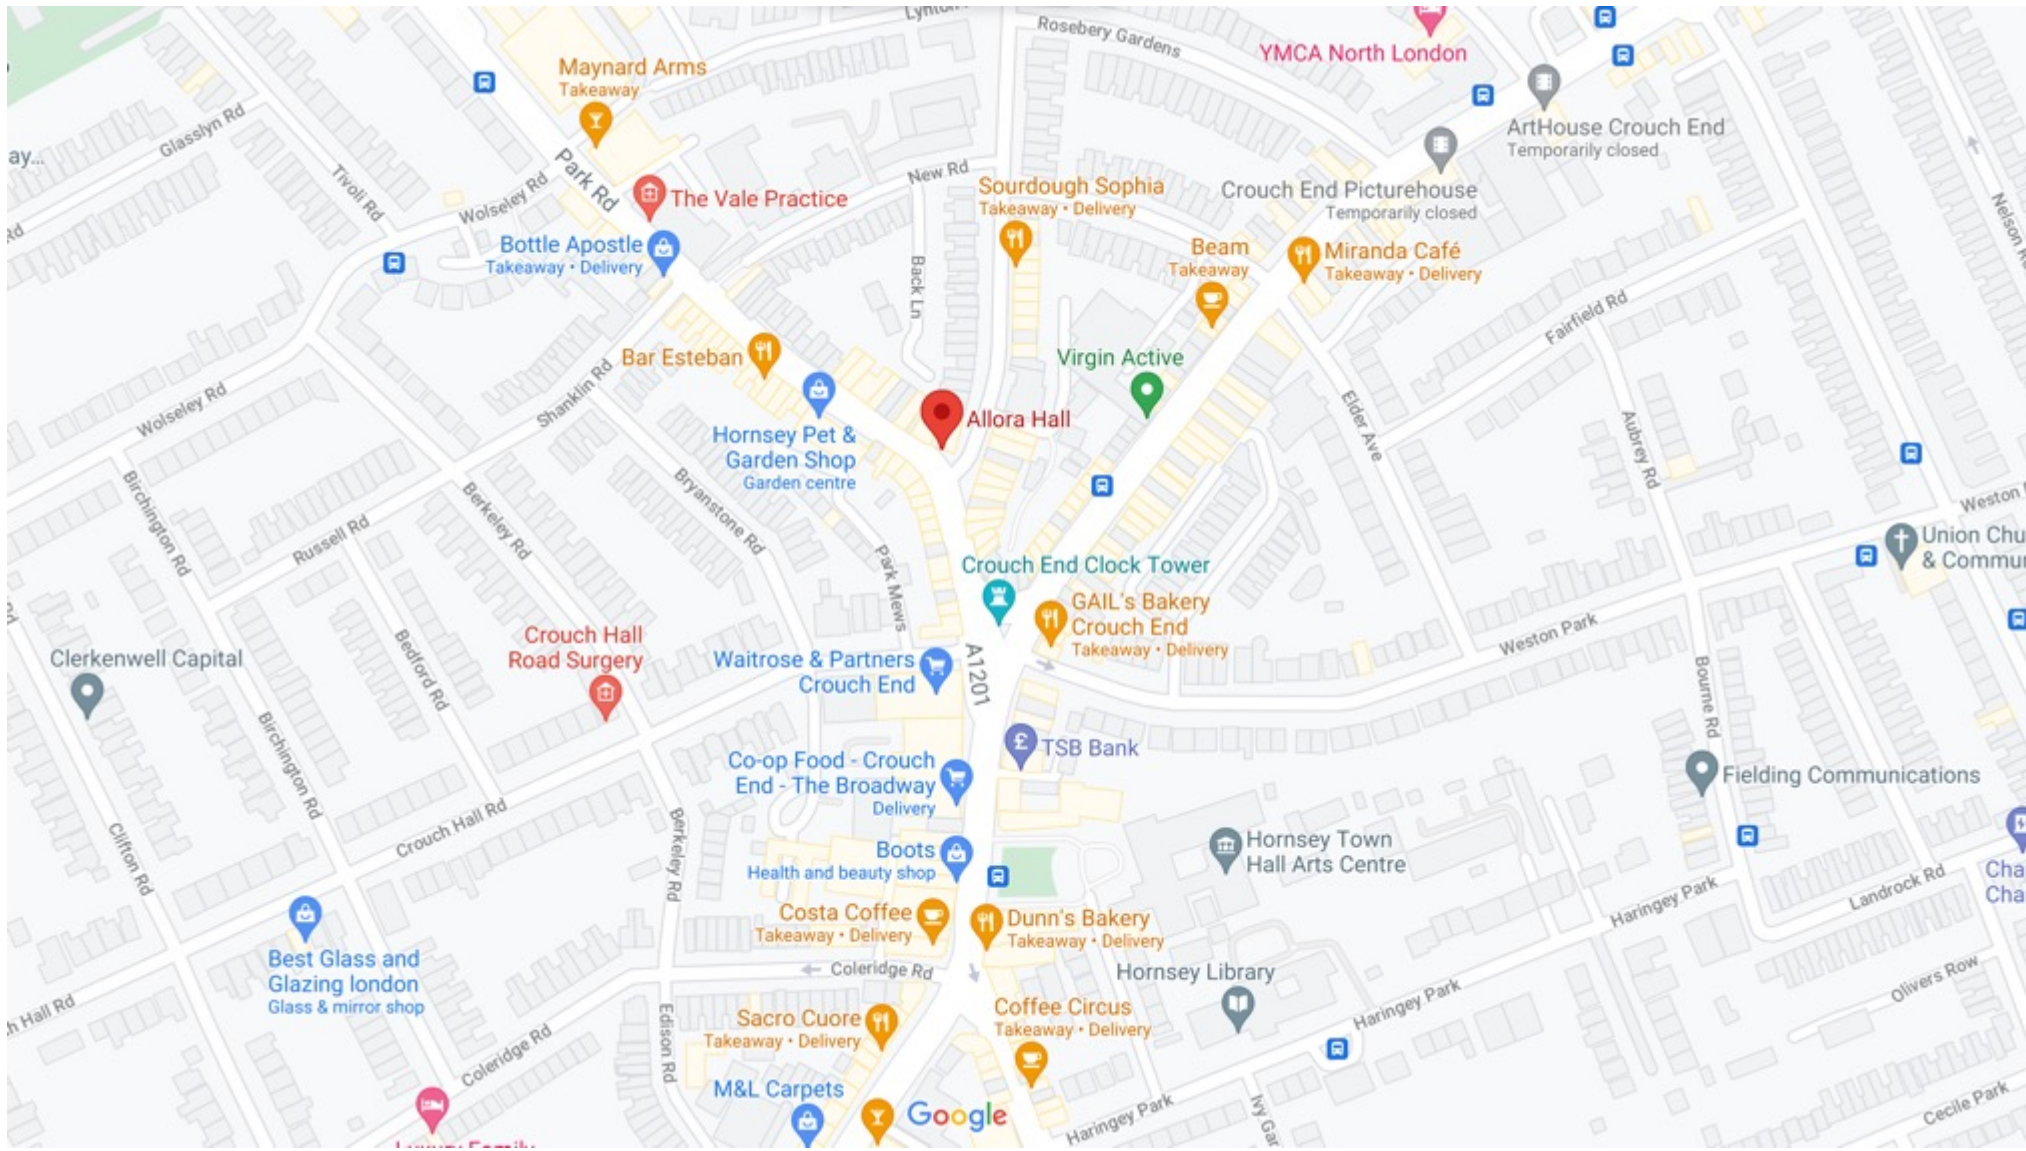 Lynton
Rosebery Gardens
YMCA North London
Maynard Arms
Takeaway
ArtHouse Crouch End
Temporarily closed
Glasslyn Rd
ay...
Tivoli Rd
Wolseley Rd
Park Rd
The Vale Practice
New Rd
Sourdough Sophia
Takeaway • Delivery
Crouch End Picturehouse
Temporarily closed
Nelson R
Rd
Bottle Apostle
Takeaway • Delivery
Back Ln
Beam
Takeaway
Miranda Café
Takeaway • Delivery
Fairfield Rd
Bar Esteban
Virgin Active
Wolseley Rd
Shanklin Rd
Allora Hall
Elder Ave
Aubrey Rd
Hornsey Pet &
Garden Shop
Garden centre
Birchington Rd
Berkeley Rd
Bryanstone Rd
Russell Rd
Weston
Union Chu
& Commu
Park Mews
Crouch End Clock Tower
GAIL's Bakery
Crouch End
Takeaway • Delivery
Weston Park
Clerkenwell Capital
Bedford Rd
Crouch Hall
Road Surgery
Waitrose & Partners
Crouch End
A1201
Bourne Rd
Birchington Rd
TSB Bank
Co-op Food - Crouch
End - The Broadway
Delivery
Fielding Communications
Crouch Hall Rd
Clifton Rd
Berkeley Rd
Boots
Health and beauty shop
Hornsey Town
Hall Arts Centre
Haringey Park
Landrock Rd
Cha
Cha
Costa Coffee
Takeaway • Delivery
Dunn's Bakery
Takeaway • Delivery
Best Glass and
Glazing london
Glass & mirror shop
Coleridge Rd
Hornsey Library
Olivers Row
h Hall Rd
Coleridge Rd
Edison Rd
Sacro Cuore
Takeaway • Delivery
Coffee Circus
Takeaway • Delivery
Haringey Park
M&L Carpets
Google
Haringey Park
Ivy Gar
Cecile Park
Luxury Family